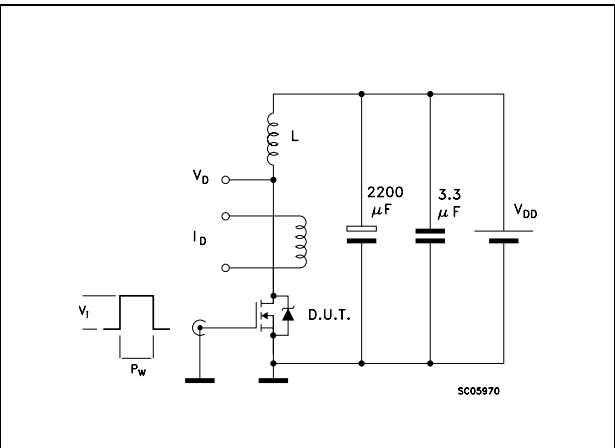 L
V_D
2200 μF
3.3 μF
V_DD
I_D
D.U.T.
V_I
P_W
SC05970